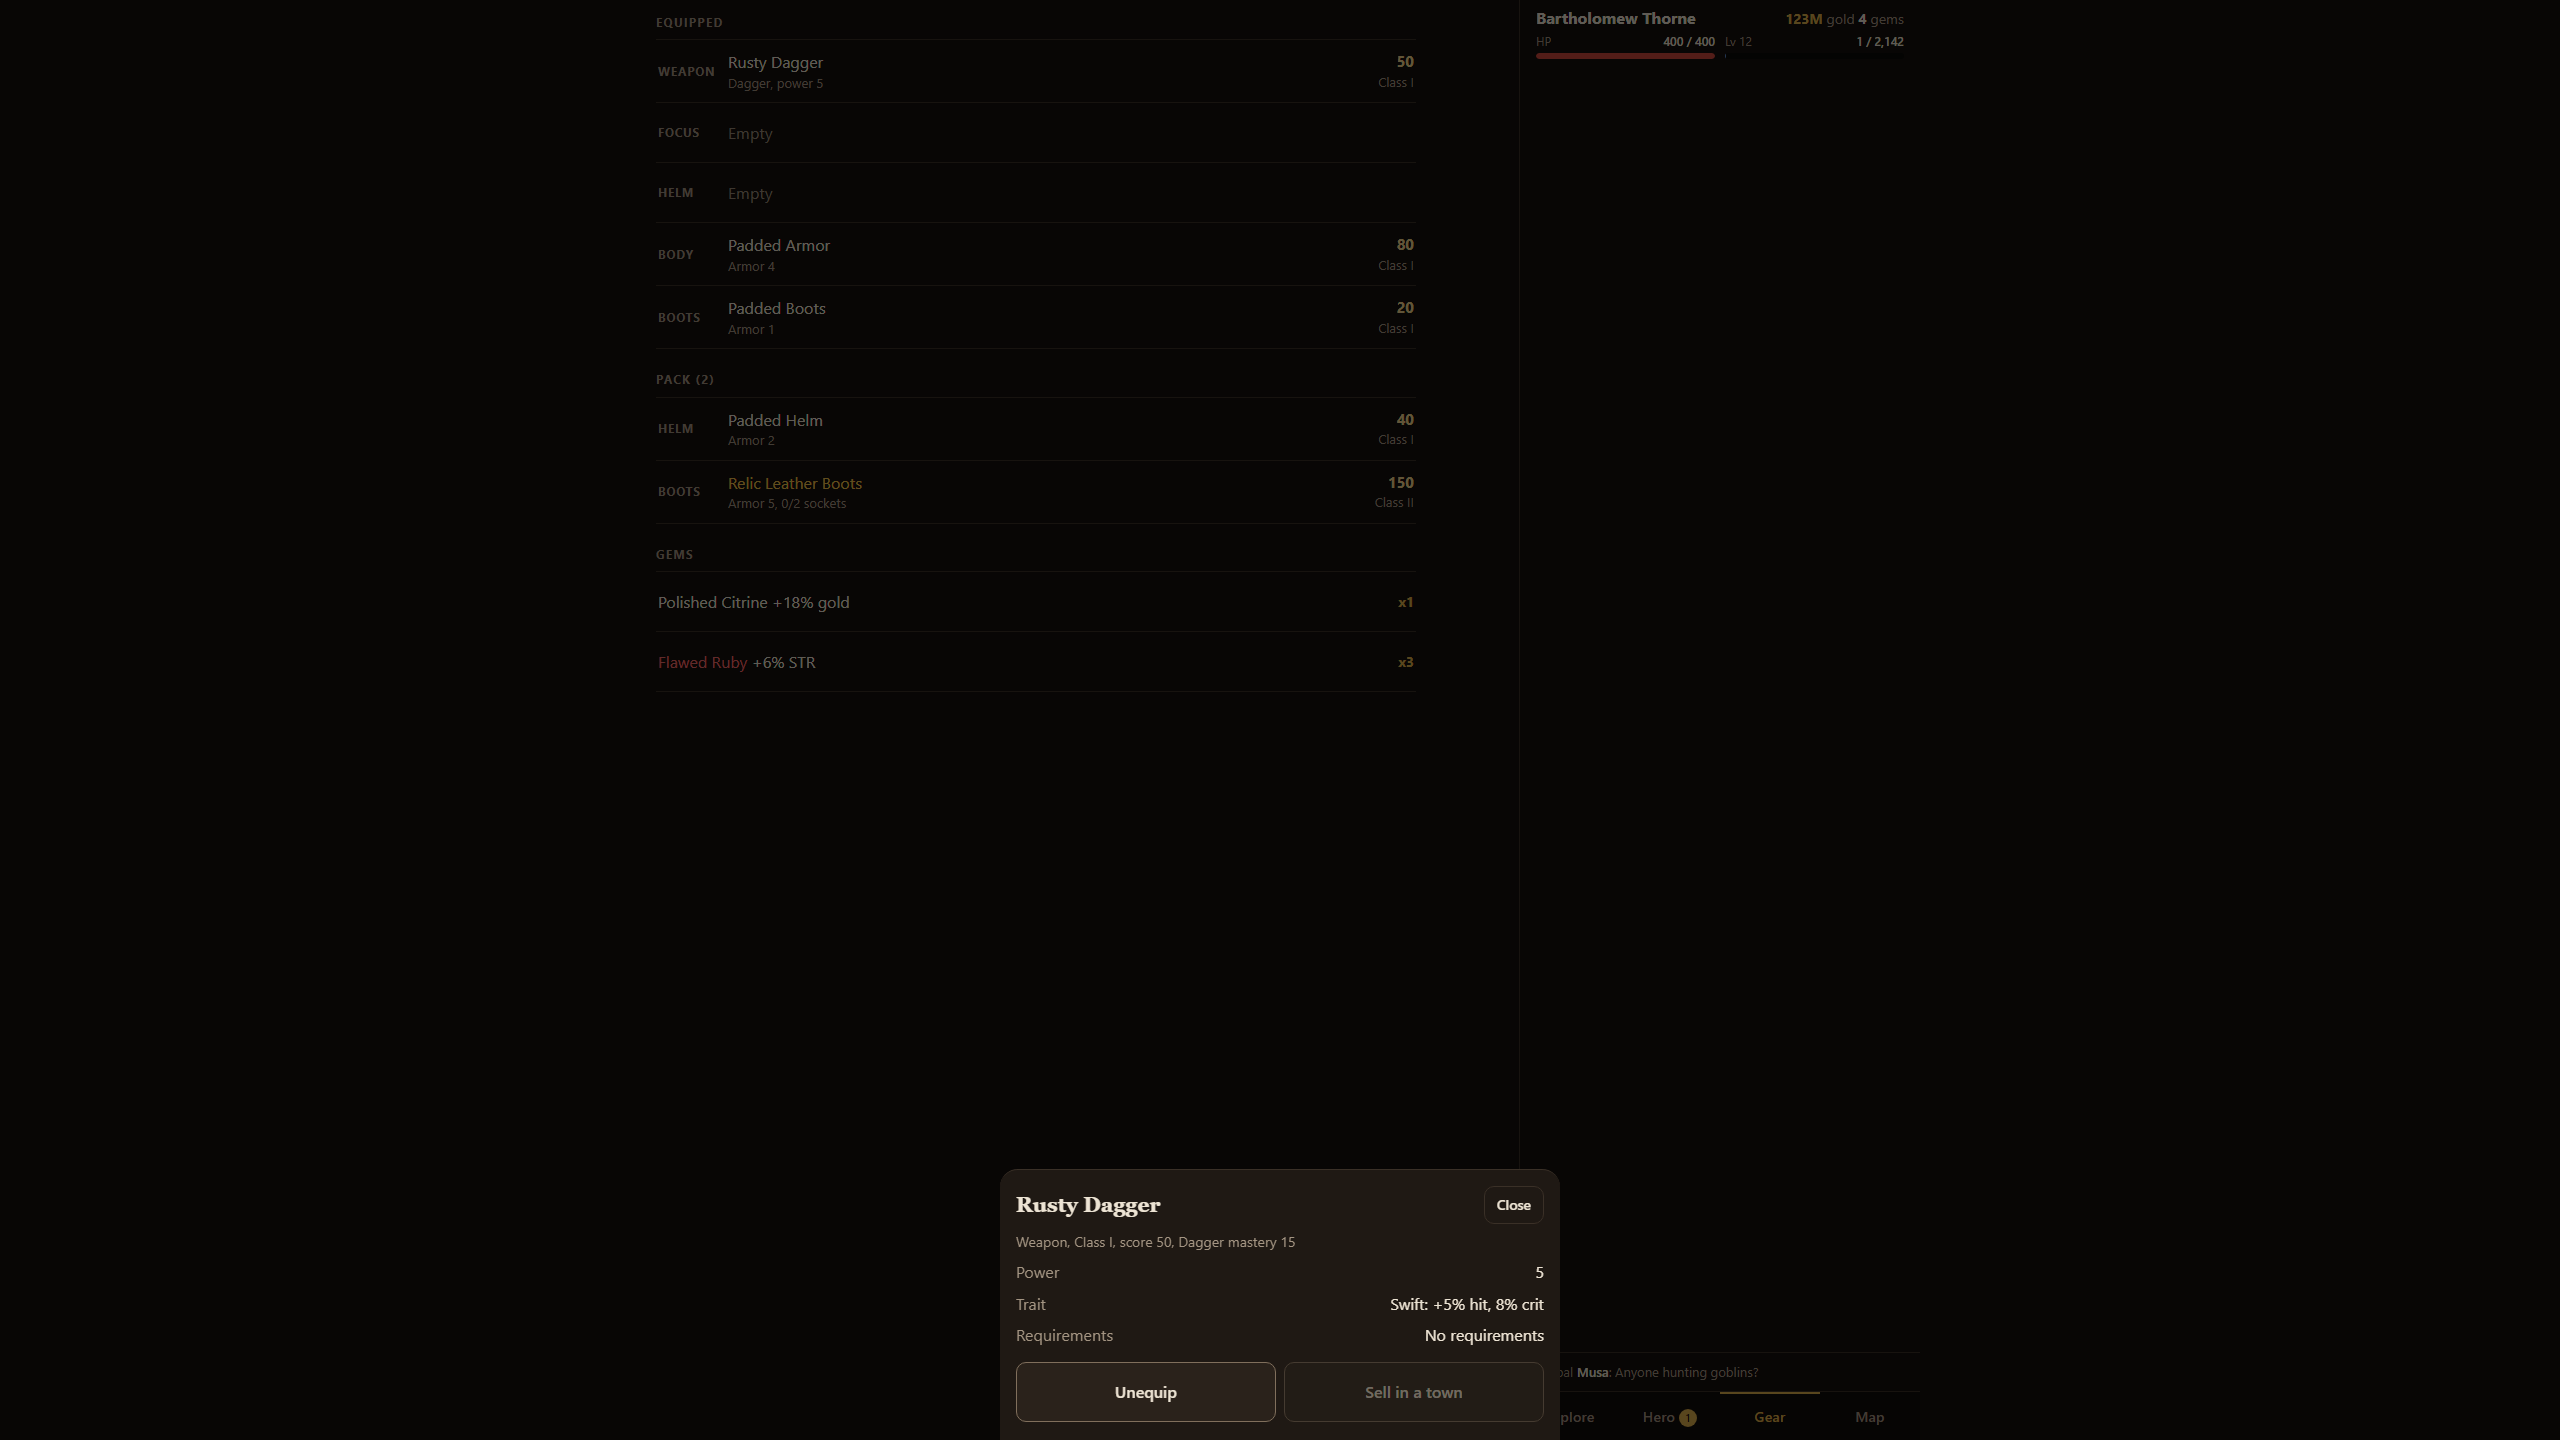 EQUIPPED
WEAPON Rusty Dagger 50
Dagger, power 5 Class I
FOCUS Empty
HELM Empty
BODY Padded Armor 80
Armor 4 Class I
BOOTS Padded Boots 20
Armor 1 Class I
PACK (2)
HELM Padded Helm 40
Armor 2 Class I
BOOTS Relic Leather Boots 150
Armor 5, 0/2 sockets Class II
GEMS
Polished Citrine +18% gold x1
Flawed Ruby +6% STR x3
Bartholomew Thorne 123M gold 4 gems
HP 400 / 400 Lv 12 1 / 2,142
Rusty Dagger Close
Weapon, Class I, score 50, Dagger mastery 15
Power 5
Trait Swift: +5% hit, 8% crit
Requirements No requirements
Unequip Sell in a town
Musa: Anyone hunting goblins?
plore Hero 1 Gear Map